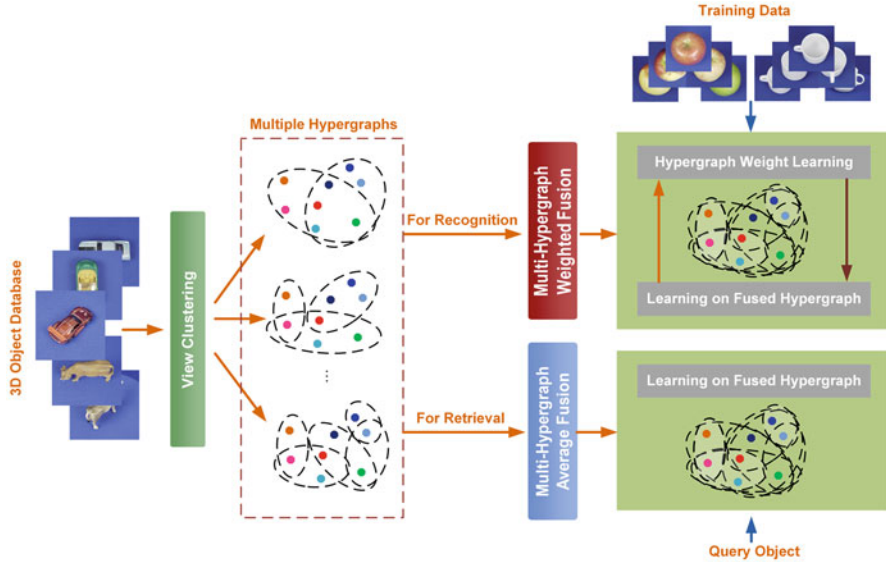 Training Data
Multiple Hypergraphs
Hypergraph Weight Learning
For Recognition
Multi-Hypergraph
Weighted Fusion
3D Object Database
View Clustering
Learning on Fused Hypergraph
...
For Retrieval
Multi-Hypergraph
Average Fusion
Learning on Fused Hypergraph
Query Object